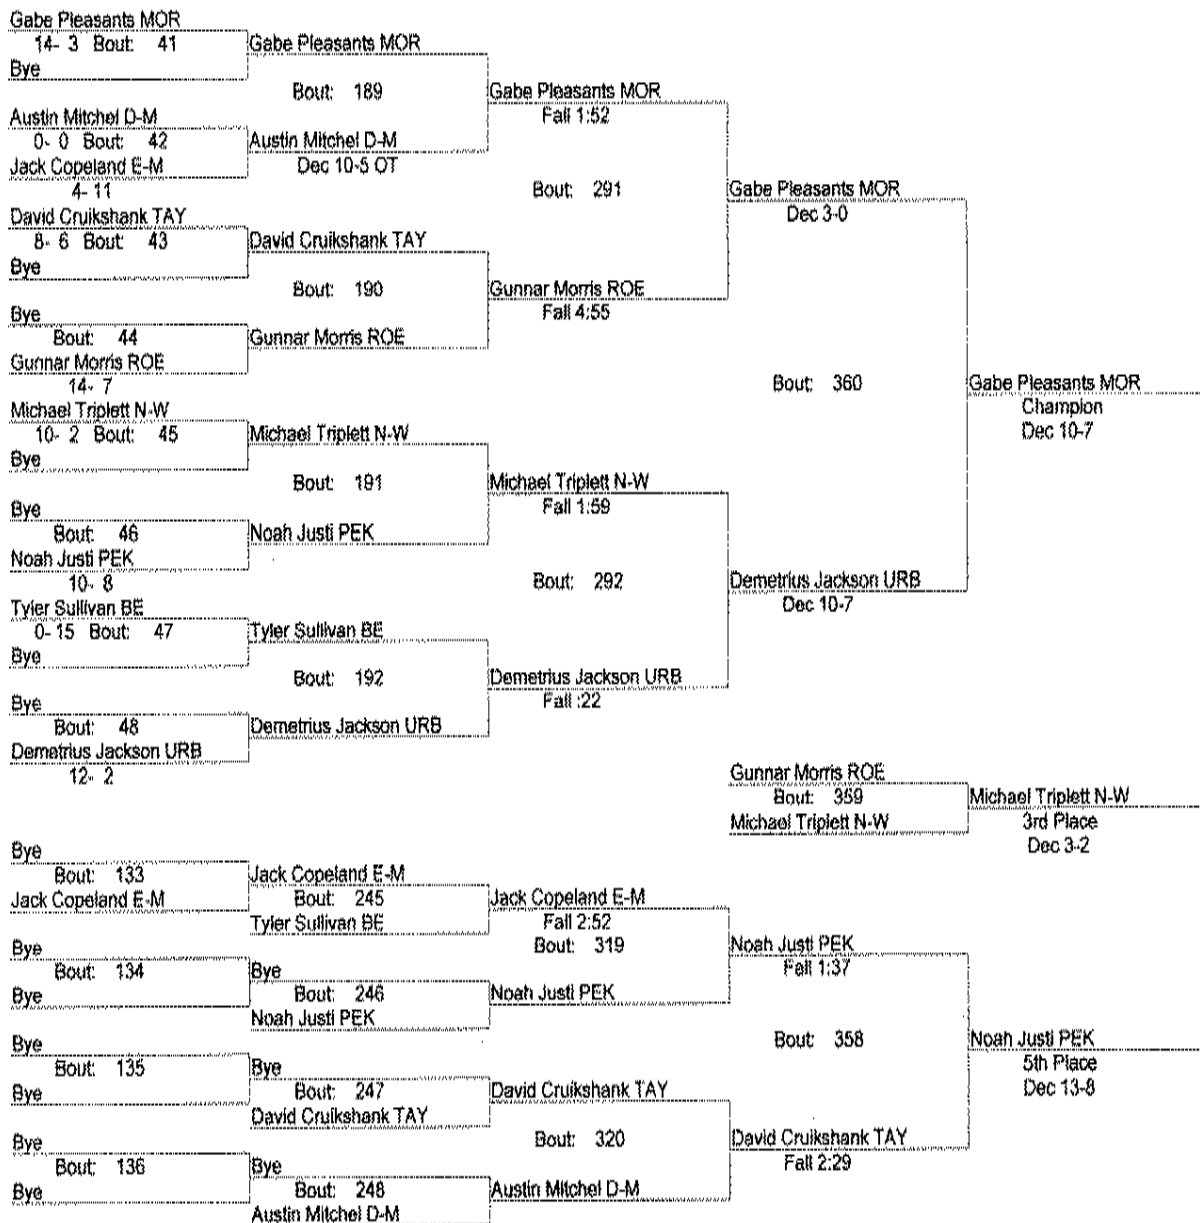 Gabe Pleasants MOR
14- 3 Bout: 41
Bye
Gabe Pleasants MOR
Bout: 189
Austin Mitchel D-M
0- 0 Bout: 42
Jack Copeland E-M
4- 11
Austin Mitchel D-M
Dec 10-5 OT
Gabe Pleasants MOR
Fall 1:52
Bout: 291
David Cruikshank TAY
8- 6 Bout: 43
Bye
David Cruikshank TAY
Bout: 190
Bye
Bout: 44
Gunnar Morris ROE
14- 7
Gunnar Morris ROE
Gunnar Morris ROE
Fall 4:55
Gabe Pleasants MOR
Dec 3-0
Bout: 360
Michael Triplett N-W
10- 2 Bout: 45
Bye
Michael Triplett N-W
Bout: 191
Bye
Bout: 46
Noah Justi PEK
10- 8
Noah Justi PEK
Michael Triplett N-W
Fall 1:59
Bout: 292
Tyler Sullivan BE
0- 15 Bout: 47
Bye
Tyler Sullivan BE
Bout: 192
Bye
Bout: 48
Demetrius Jackson URB
12- 2
Demetrius Jackson URB
Demetrius Jackson URB
Fall :22
Demetrius Jackson URB
Dec 10-7
Gabe Pleasants MOR
Champion
Dec 10-7
Gunnar Morris ROE
Bout: 359
Michael Triplett N-W
Michael Triplett N-W
3rd Place
Dec 3-2
Bye
Bout: 133
Jack Copeland E-M
Jack Copeland E-M
Bout: 245
Tyler Sullivan BE
Jack Copeland E-M
Fall 2:52
Bout: 319
Bye
Bout: 134
Bye
Bye
Bout: 246
Noah Justi PEK
Noah Justi PEK
Noah Justi PEK
Fall 1:37
Bout: 358
Bye
Bout: 135
Bye
Bye
Bout: 247
David Cruikshank TAY
David Cruikshank TAY
Bout: 320
Bye
Bout: 136
Bye
Bye
Bout: 248
Austin Mitchel D-M
Austin Mitchel D-M
David Cruikshank TAY
Fall 2:29
Noah Justi PEK
5th Place
Dec 13-8